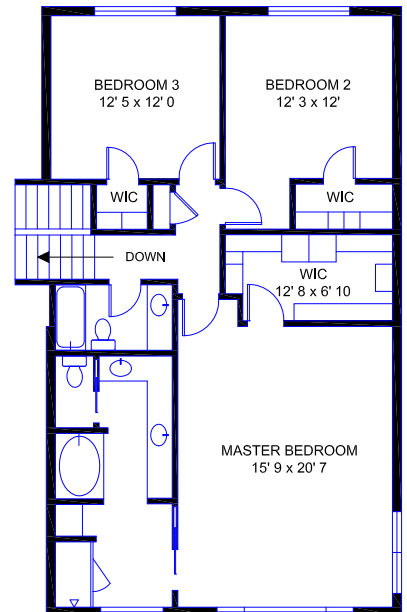 BEDROOM 3
12' 5 x 12' 0
BEDROOM 2
12' 3 x 12'
WIC
WIC
DOWN
WIC
12' 8 x 6' 10
MASTER BEDROOM
15' 9 x 20' 7